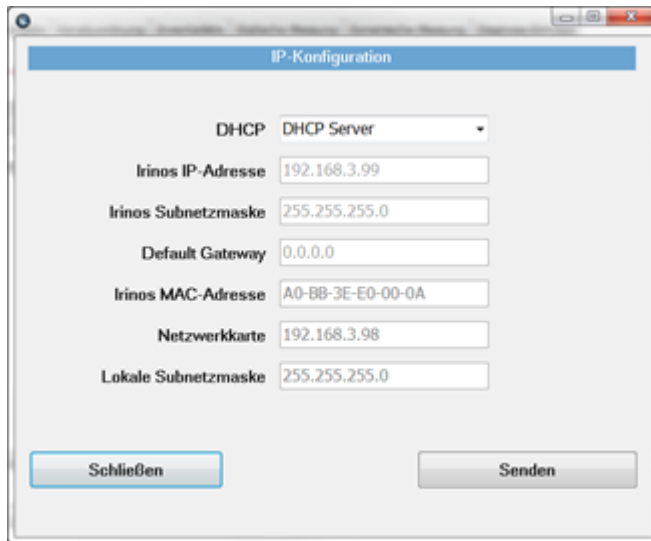 IP-Konfiguration
DHCP DHCP Server
Irinos IP-Adresse 192.168.3.99
Irinos Subnetzmaske 255.255.255.0
Default Gateway 0.0.0.0
Irinos MAC-Adresse A0-BB-3E-E0-00-0A
Netzwerkkarte 192.168.3.98
Lokale Subnetzmaske 255.255.255.0
Schließen Senden